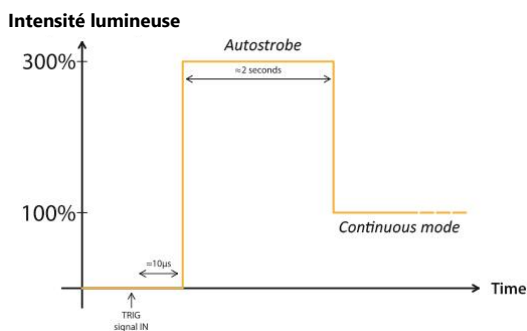 Intensité lumineuse
Autostrobe
300%
≈2 seconds
100%
Continuous mode
≈10µs
Time
TRIG
signal IN